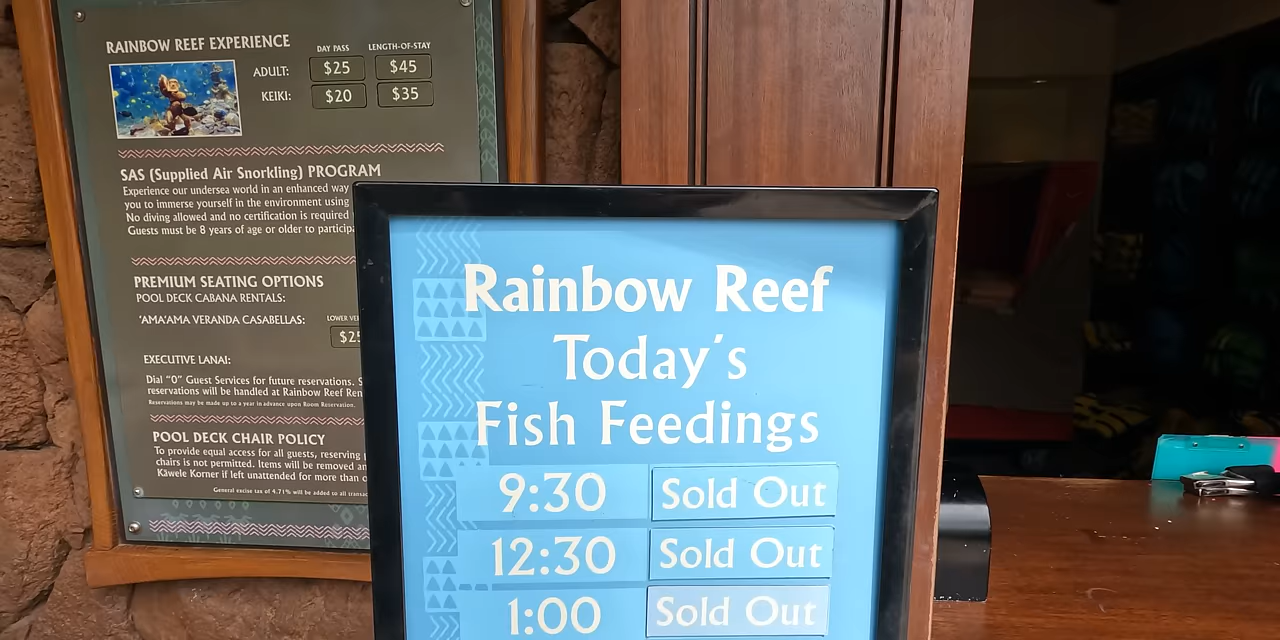 RAINBOW REEF EXPERIENCE
DAY PASS LENGTH-OF-STAY
ADULT: $25 $45
KEIKI: $20 $35
SAS (Supplied Air Snorkling) PROGRAM
Experience our undersea world in an enhanced way
you to immerse yourself in the environment using
No diving allowed and no certification is required
Guests must be 8 years of age or older to participa
PREMIUM SEATING OPTIONS
POOL DECK CABANA RENTALS:
'AMA'AMA VERANDA CASABELLAS:
LOWER VE
$25
EXECUTIVE LANAI:
Dial "0" Guest Services for future reservations. S
reservations will be handled at Rainbow Reef Ren
Reservations may be made up to a year in advance upon Room Reservation.
POOL DECK CHAIR POLICY
To provide equal access for all guests, reserving
chairs is not permitted. Items will be removed an
Kāwele Korner if left unattended for more than o
General excise tax of 4.71% will be added to all transac
Rainbow Reef
Today's
Fish Feedings
9:30 Sold Out
12:30 Sold Out
1:00 Sold Out